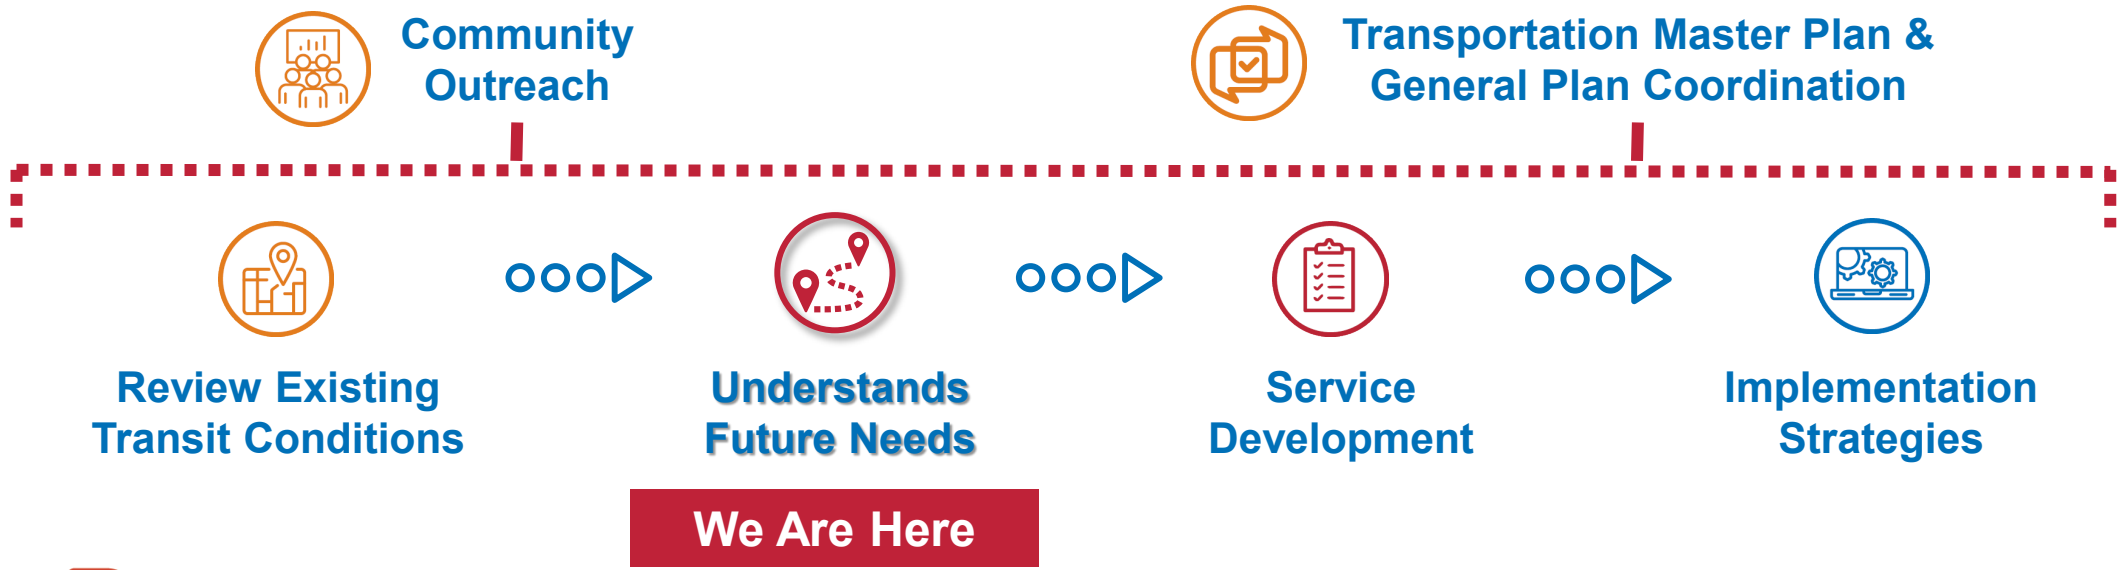 Community
Outreach
Transportation Master Plan &
General Plan Coordination
Review Existing
Transit Conditions
Understands
Future Needs
Service
Development
Implementation
Strategies
We Are Here